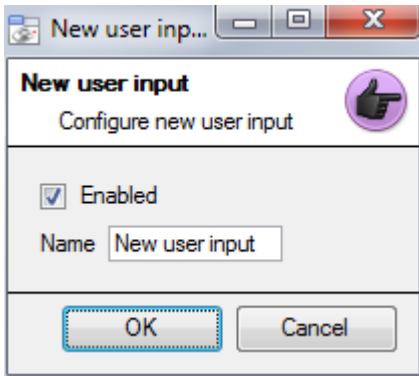 New user inp...
New user input
Configure new user input
Enabled
Name New user input
OK Cancel